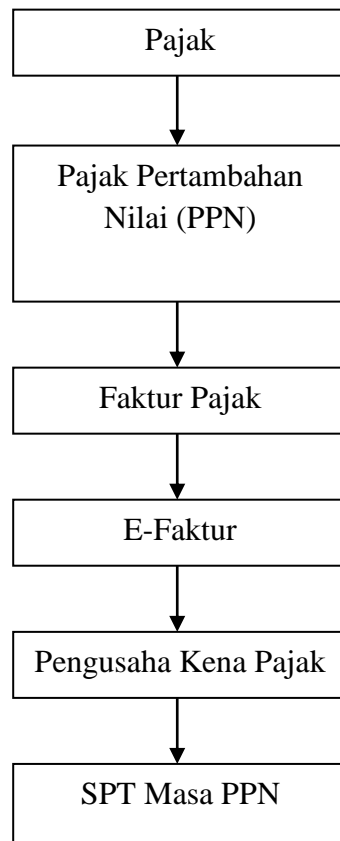 Pajak
Pajak Pertambahan
Nilai (PPN)
Faktur Pajak
E-Faktur
Pengusaha Kena Pajak
SPT Masa PPN